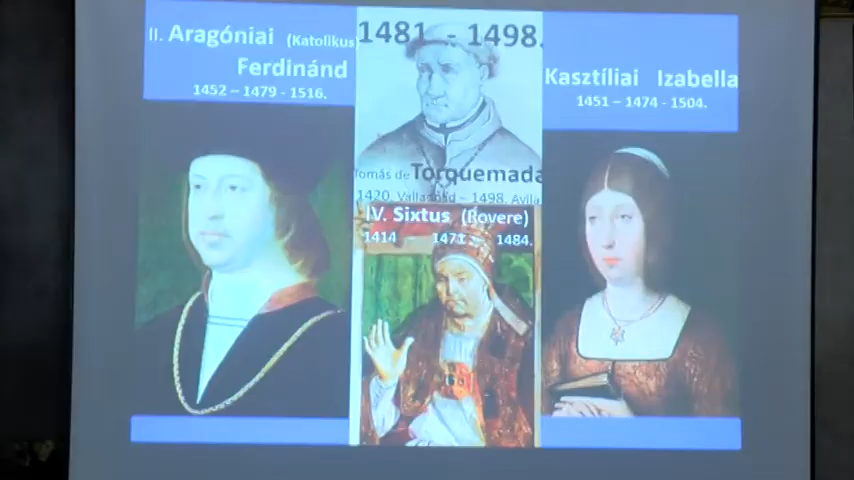 II. Aragóniai (Katolikus
Ferdinánd
1452 – 1479 - 1516.
1481 - 1498.
Tomás de Torquemada
1420. Valladolid – 1498. Avila.
IV. Sixtus (Rovere)
1414 1471 - 1484.
Kasztíliai Izabella
1451 – 1474 - 1504.